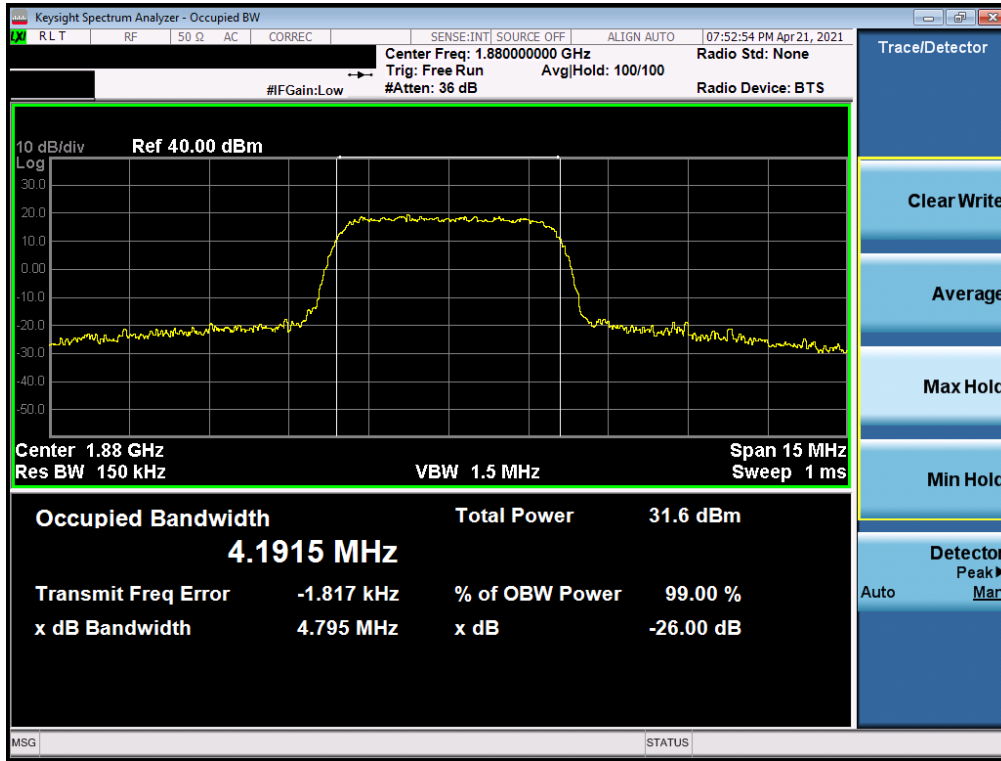 Keysight Spectrum Analyzer - Occupied BW
LXI RLT RF 50 Ω AC CORREC SENSE:INT SOURCE OFF ALIGN AUTO 07:52:54 PM Apr 21, 2021
Center Freq: 1.880000000 GHz Radio Std: None
Trig: Free Run Avg|Hold: 100/100
#IFGain:Low #Atten: 36 dB Radio Device: BTS
10 dB/div Ref 40.00 dBm
Log
30.0
20.0
10.0
0.00
-10.0
-20.0
-30.0
-40.0
-50.0
Center 1.88 GHz Span 15 MHz
Res BW 150 kHz VBW 1.5 MHz Sweep 1 ms
Occupied Bandwidth Total Power 31.6 dBm
4.1915 MHz
Transmit Freq Error -1.817 kHz % of OBW Power 99.00 %
x dB Bandwidth 4.795 MHz x dB -26.00 dB
MSG STATUS
Trace/Detector
Clear Write
Average
Max Hold
Min Hold
Detector
Peak▶
Auto Man